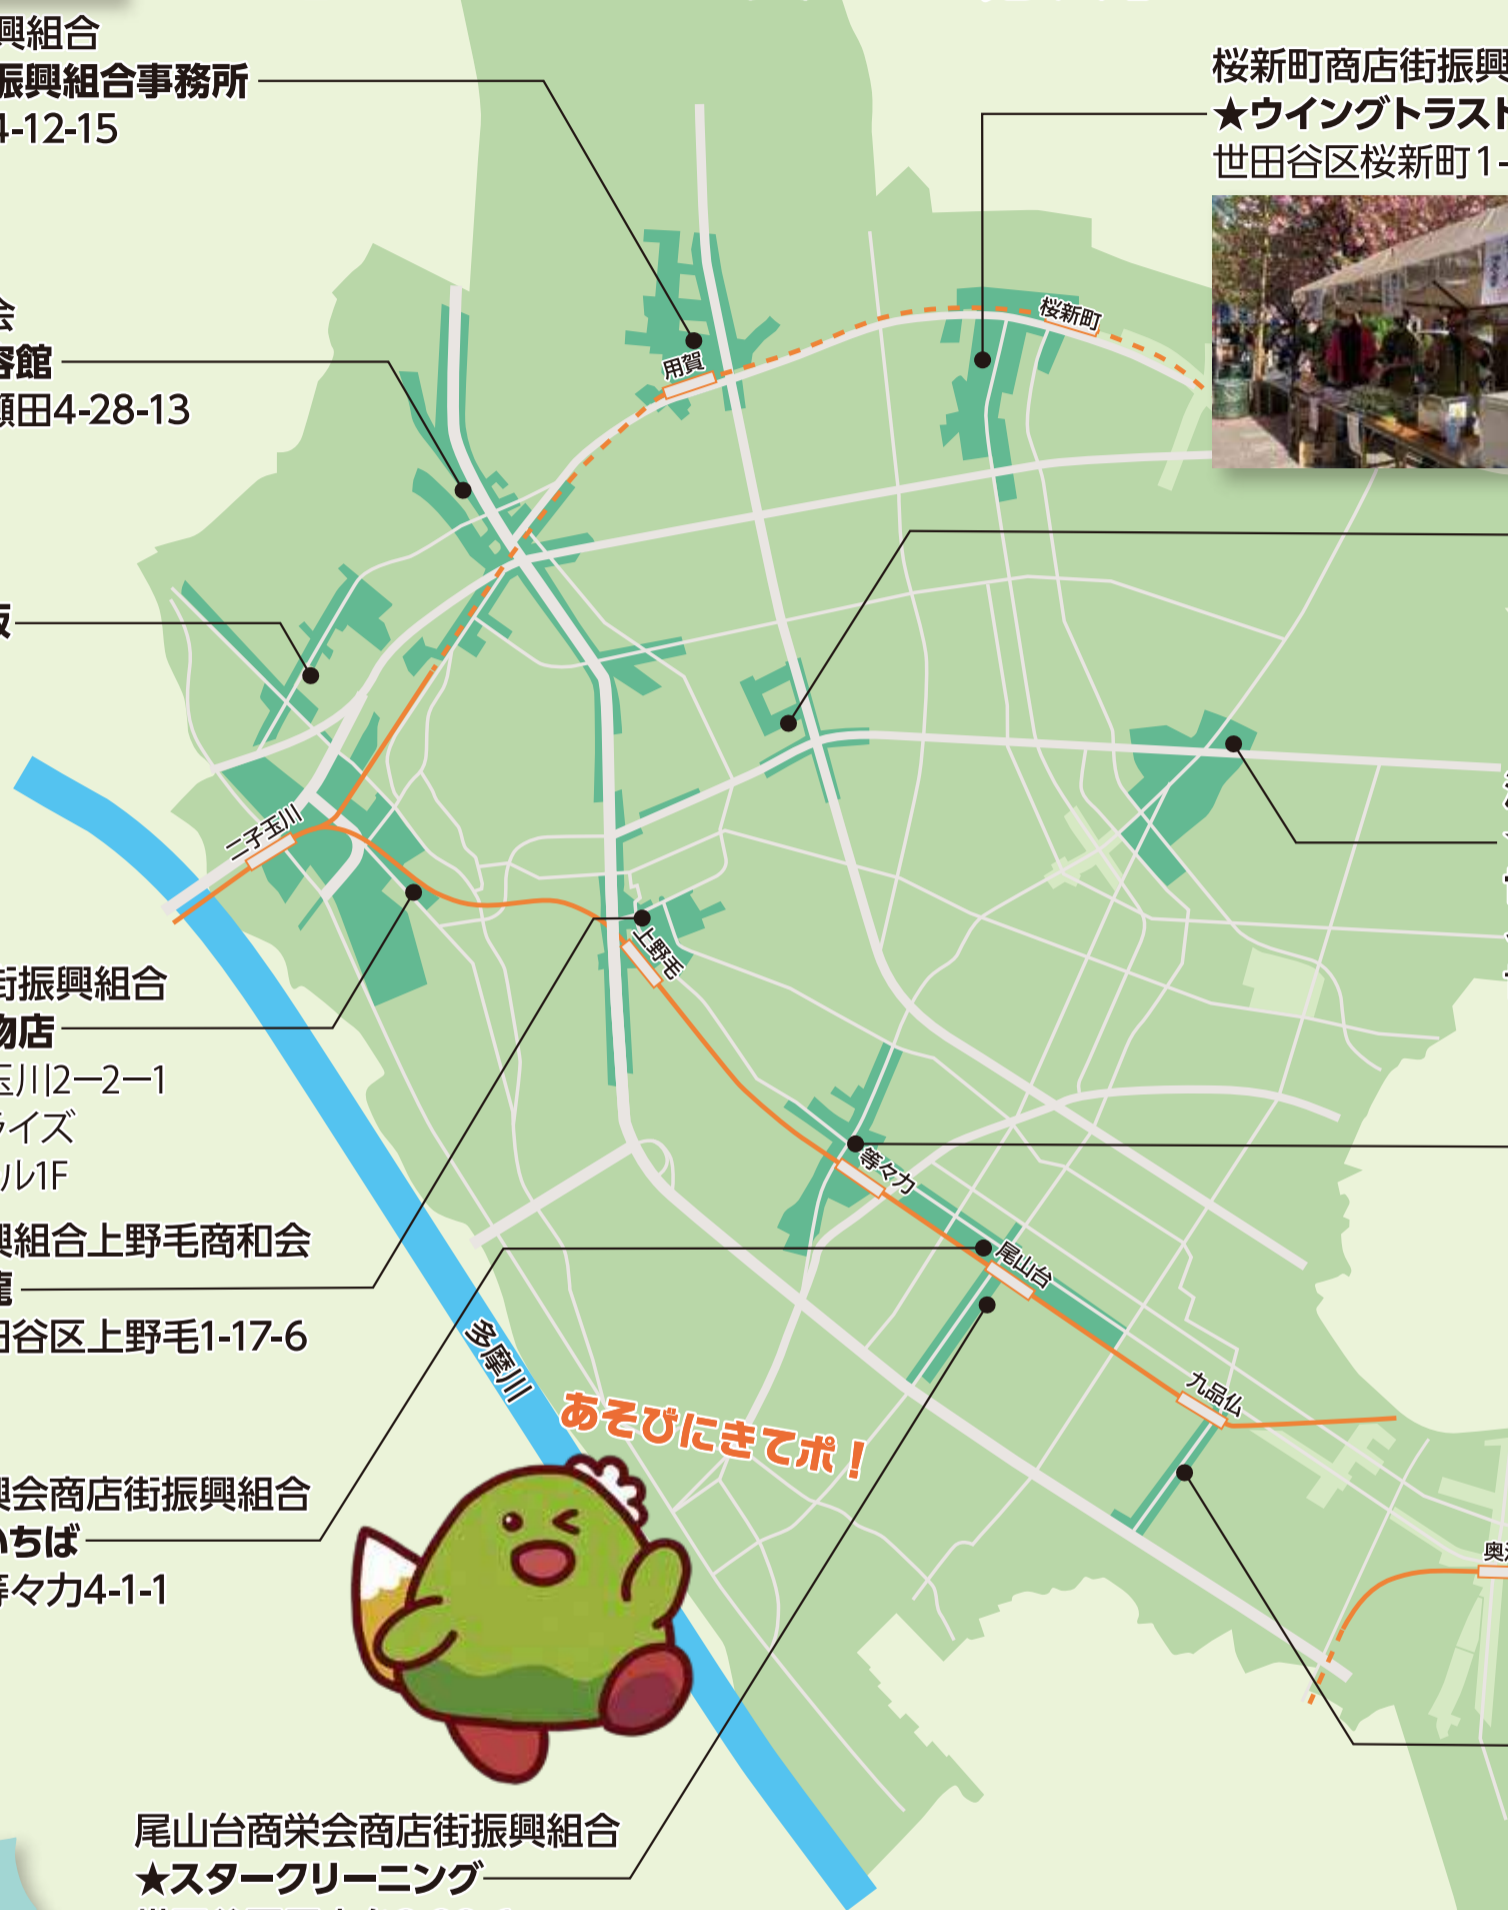 興組合
振興組合事務所
4-12-15
桜新町商店街振興
★ウイングトラスト
世田谷区桜新町1-
会
容館
瀬田4-28-13
用賀
桜新町
坂
二子玉川
上野毛
街振興組合
物店
玉川2ー2ー1
ライズ
ール1F
等々力
興組合上野毛商和会
龍
田谷区上野毛1-17-6
尾山台
多摩川
九品仏
あそびにきてポ!
興会商店街振興組合
いちば
等々力4-1-1
奥
尾山台商栄会商店街振興組合
★スタークリーニング